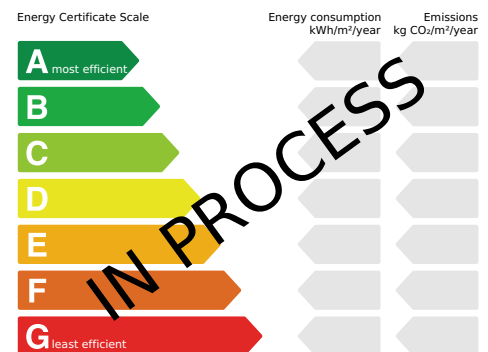 Energy Certificate Scale
Energy consumption
kWh/m²/year
Emissions
kg CO₂/m²/year
A most efficient
B
C
D
E
F
G least efficient
IN PROCESS